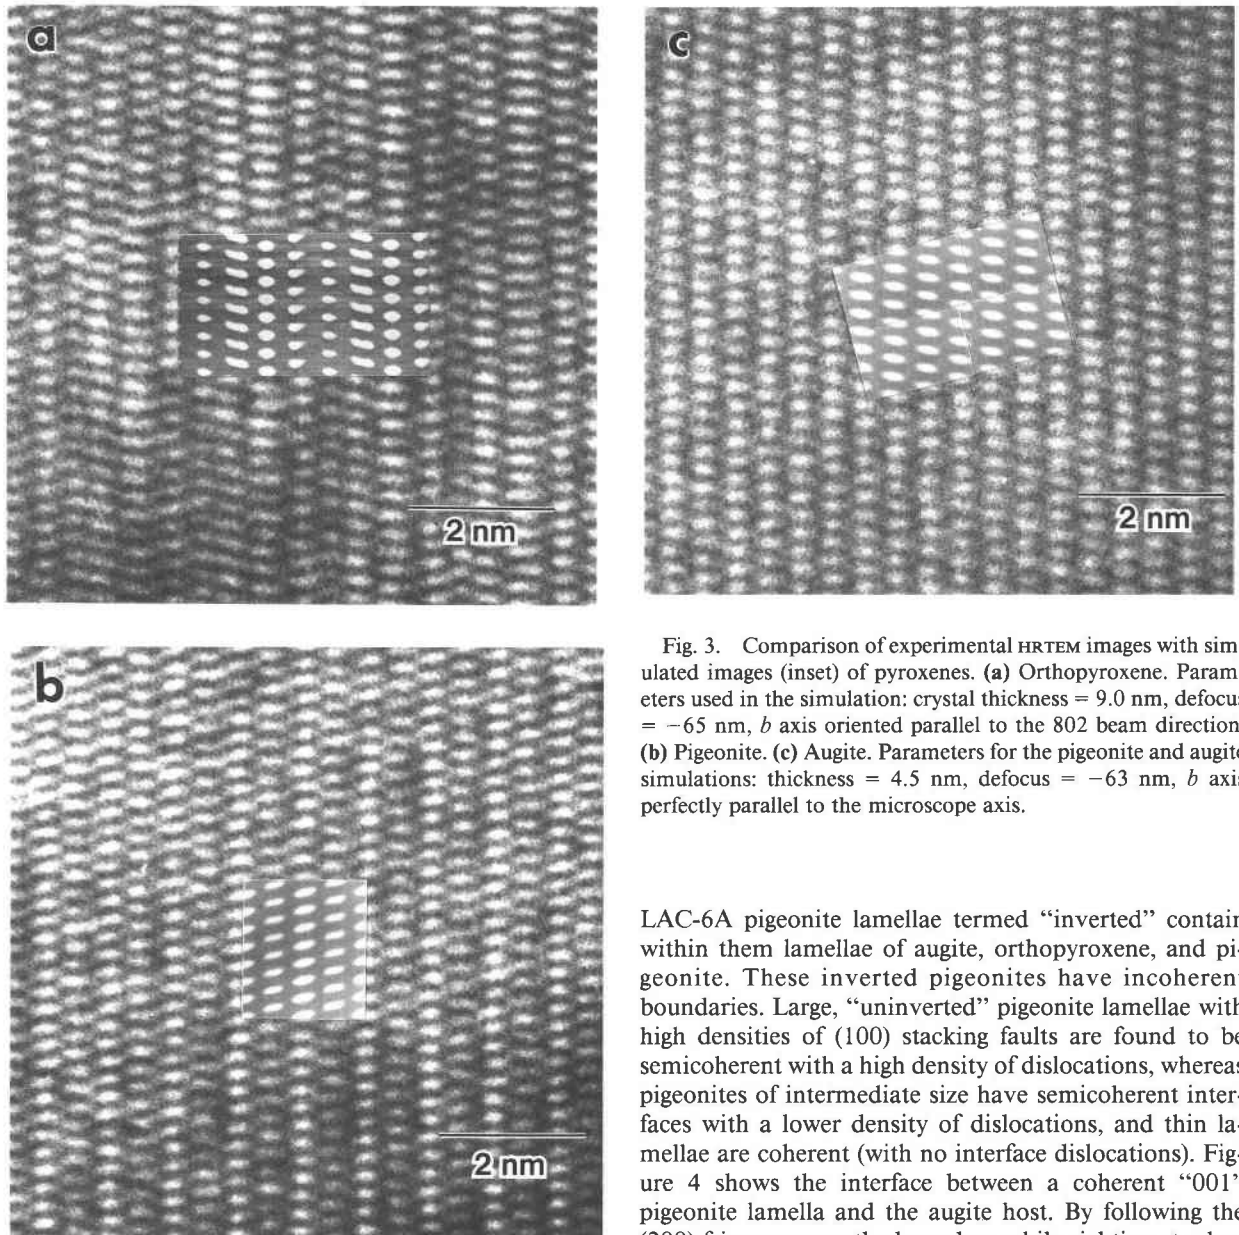 a
2 nm
c
2 nm
b
2 nm
Fig. 3. Comparison of experimental HRTEM images with sim
ulated images (inset) of pyroxenes. (a) Orthopyroxene. Param
eters used in the simulation: crystal thickness = 9.0 nm, defocus
= −65 nm, b axis oriented parallel to the 802 beam direction
(b) Pigeonite. (c) Augite. Parameters for the pigeonite and augite
simulations: thickness = 4.5 nm, defocus = −63 nm, b axis
perfectly parallel to the microscope axis.
LAC-6A pigeonite lamellae termed “inverted” contain
within them lamellae of augite, orthopyroxene, and pi-
geonite. These inverted pigeonites have incoherent
boundaries. Large, “uninverted” pigeonite lamellae with
high densities of (100) stacking faults are found to be
semicoherent with a high density of dislocations, whereas
pigeonites of intermediate size have semicoherent inter-
faces with a lower density of dislocations, and thin la-
mellae are coherent (with no interface dislocations). Fig-
ure 4 shows the interface between a coherent “001”
pigeonite lamella and the augite host. By following the